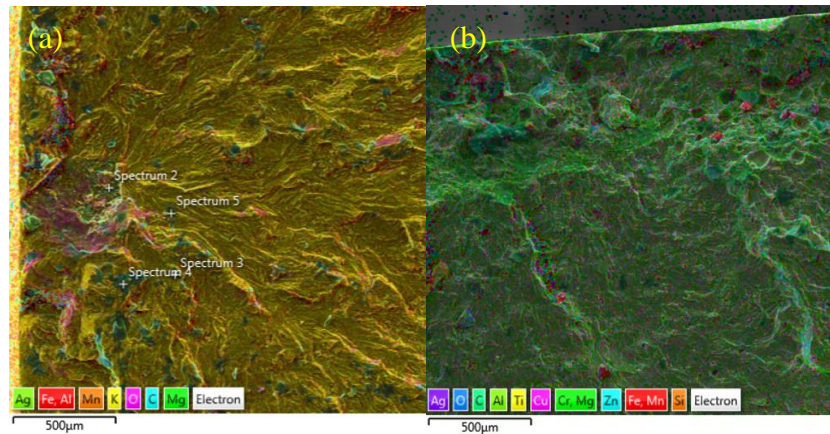 (a)
Spectrum 2
Spectrum 5
Spectrum 3
Spectrum 4
Ag Fe, Al Mn K O C Mg Electron
500µm
(b)
Ag O C Al Ti Cu Cr, Mg Zn Fe, Mn Si Electron
500µm